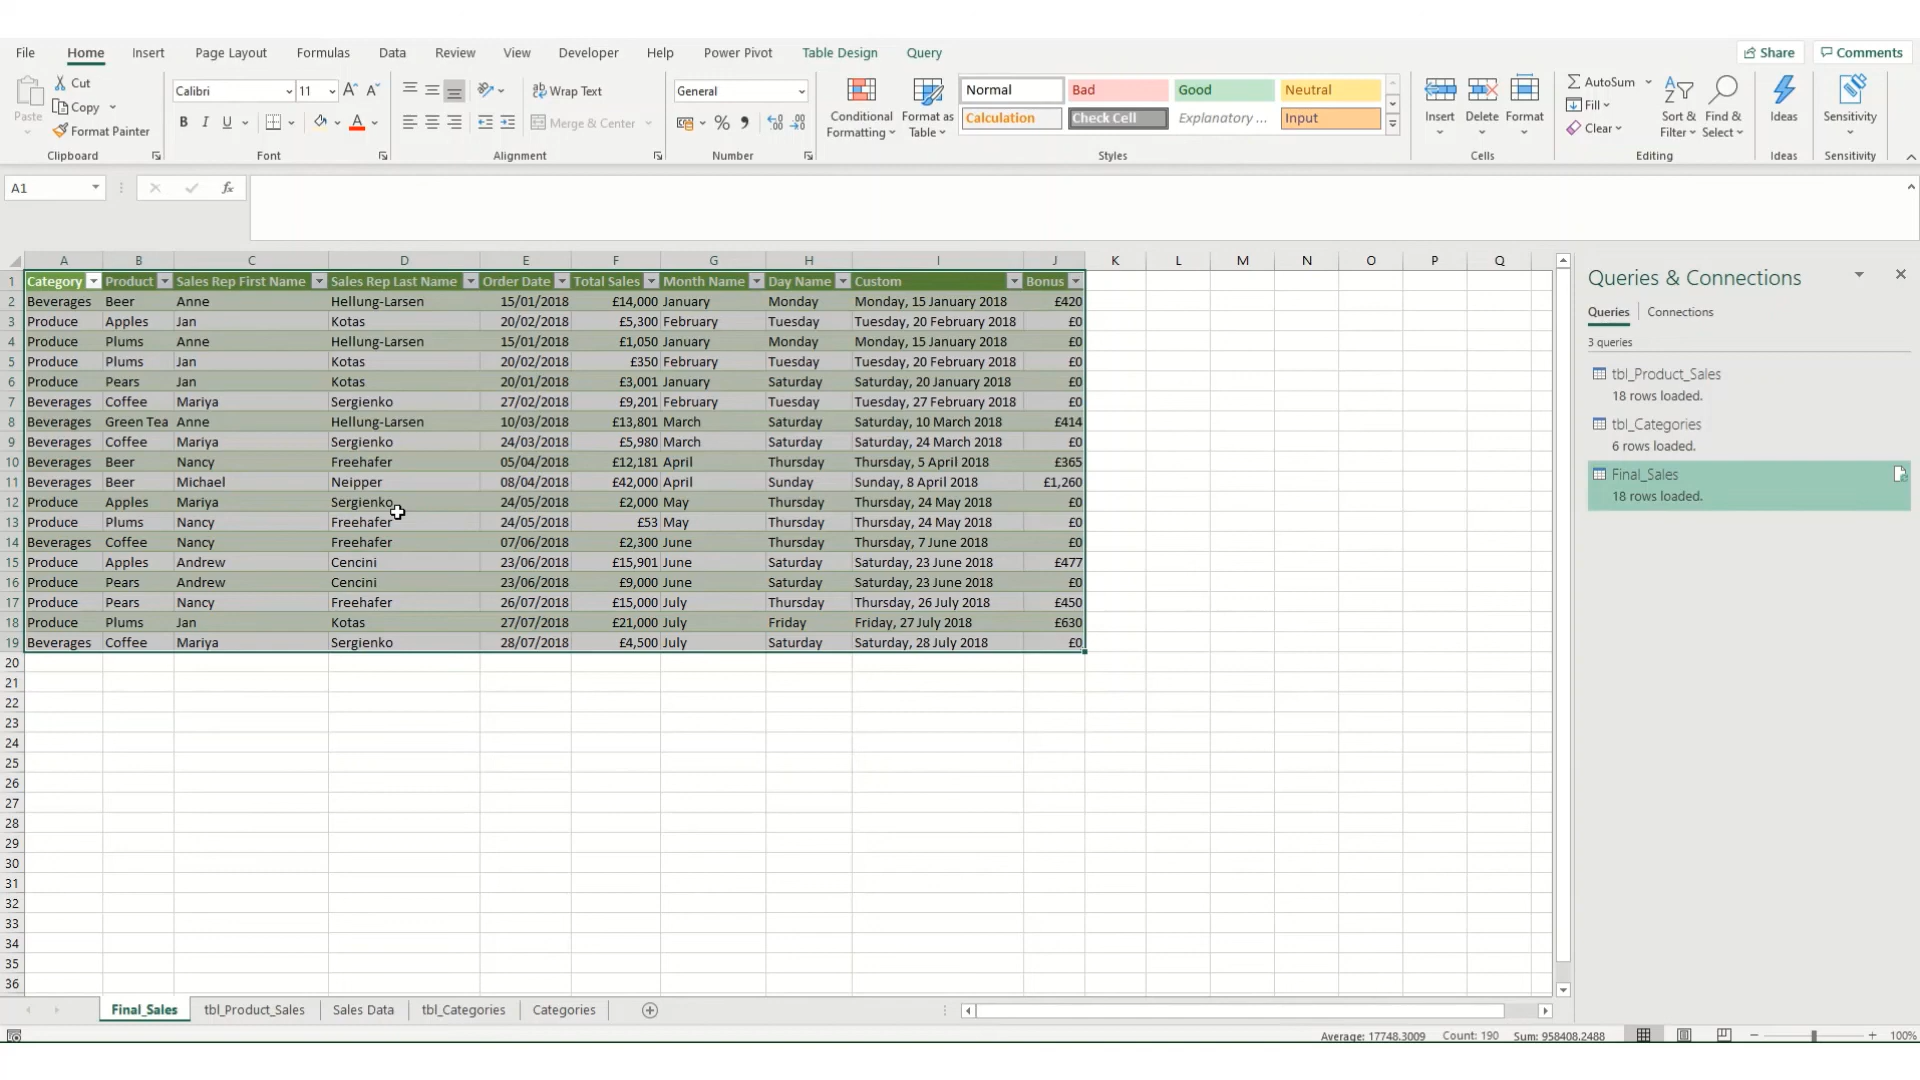 File Home Insert Page Layout Formulas Data Review View Developer Help Power Pivot Table Design Query Share Comments
Paste Cut Calibri 11 Wrap Text General Conditional Formatting Format as Table Normal Bad Good Neutral Insert Delete Format AutoSum Sort & Filter Find & Select Ideas Sensitivity
Copy Fill
Format Painter B I U A Merge & Center % Calculation Check Cell Explanatory ... Input Clear
Clipboard Font Alignment Number Styles Cells Editing Ideas Sensitivity
A1 fx
A B C D E F G H I J K L M N O P Q
1 Category Product Sales Rep First Name Sales Rep Last Name Order Date Total Sales Month Name Day Name Custom Bonus
2 Beverages Beer Anne Hellung-Larsen 15/01/2018 £14,000 January Monday Monday, 15 January 2018 £420
3 Produce Apples Jan Kotas 20/02/2018 £5,300 February Tuesday Tuesday, 20 February 2018 £0
4 Produce Plums Anne Hellung-Larsen 15/01/2018 £1,050 January Monday Monday, 15 January 2018 £0
5 Produce Plums Jan Kotas 20/02/2018 £350 February Tuesday Tuesday, 20 February 2018 £0
6 Produce Pears Jan Kotas 20/01/2018 £3,001 January Saturday Saturday, 20 January 2018 £0
7 Beverages Coffee Mariya Sergienko 27/02/2018 £9,201 February Tuesday Tuesday, 27 February 2018 £0
8 Beverages Green Tea Anne Hellung-Larsen 10/03/2018 £13,801 March Saturday Saturday, 10 March 2018 £414
9 Beverages Coffee Mariya Sergienko 24/03/2018 £5,980 March Saturday Saturday, 24 March 2018 £0
10 Beverages Beer Nancy Freehafer 05/04/2018 £12,181 April Thursday Thursday, 5 April 2018 £365
11 Beverages Beer Michael Neipper 08/04/2018 £42,000 April Sunday Sunday, 8 April 2018 £1,260
12 Produce Apples Mariya Sergienko 24/05/2018 £2,000 May Thursday Thursday, 24 May 2018 £0
13 Produce Plums Nancy Freehafer 24/05/2018 £53 May Thursday Thursday, 24 May 2018 £0
14 Beverages Coffee Nancy Freehafer 07/06/2018 £2,300 June Thursday Thursday, 7 June 2018 £0
15 Produce Apples Andrew Cencini 23/06/2018 £15,901 June Saturday Saturday, 23 June 2018 £477
16 Produce Pears Andrew Cencini 23/06/2018 £9,000 June Saturday Saturday, 23 June 2018 £0
17 Produce Pears Nancy Freehafer 26/07/2018 £15,000 July Thursday Thursday, 26 July 2018 £450
18 Produce Plums Jan Kotas 27/07/2018 £21,000 July Friday Friday, 27 July 2018 £630
19 Beverages Coffee Mariya Sergienko 28/07/2018 £4,500 July Saturday Saturday, 28 July 2018 £0
20
21
22
23
24
25
26
27
28
29
30
31
32
33
34
35
36
Queries & Connections
Queries Connections
3 queries
tbl_Product_Sales
18 rows loaded.
tbl_Categories
6 rows loaded.
Final_Sales
18 rows loaded.
Final_Sales tbl_Product_Sales Sales Data tbl_Categories Categories
Average: 17748.3009 Count: 190 Sum: 958408.2488 100%